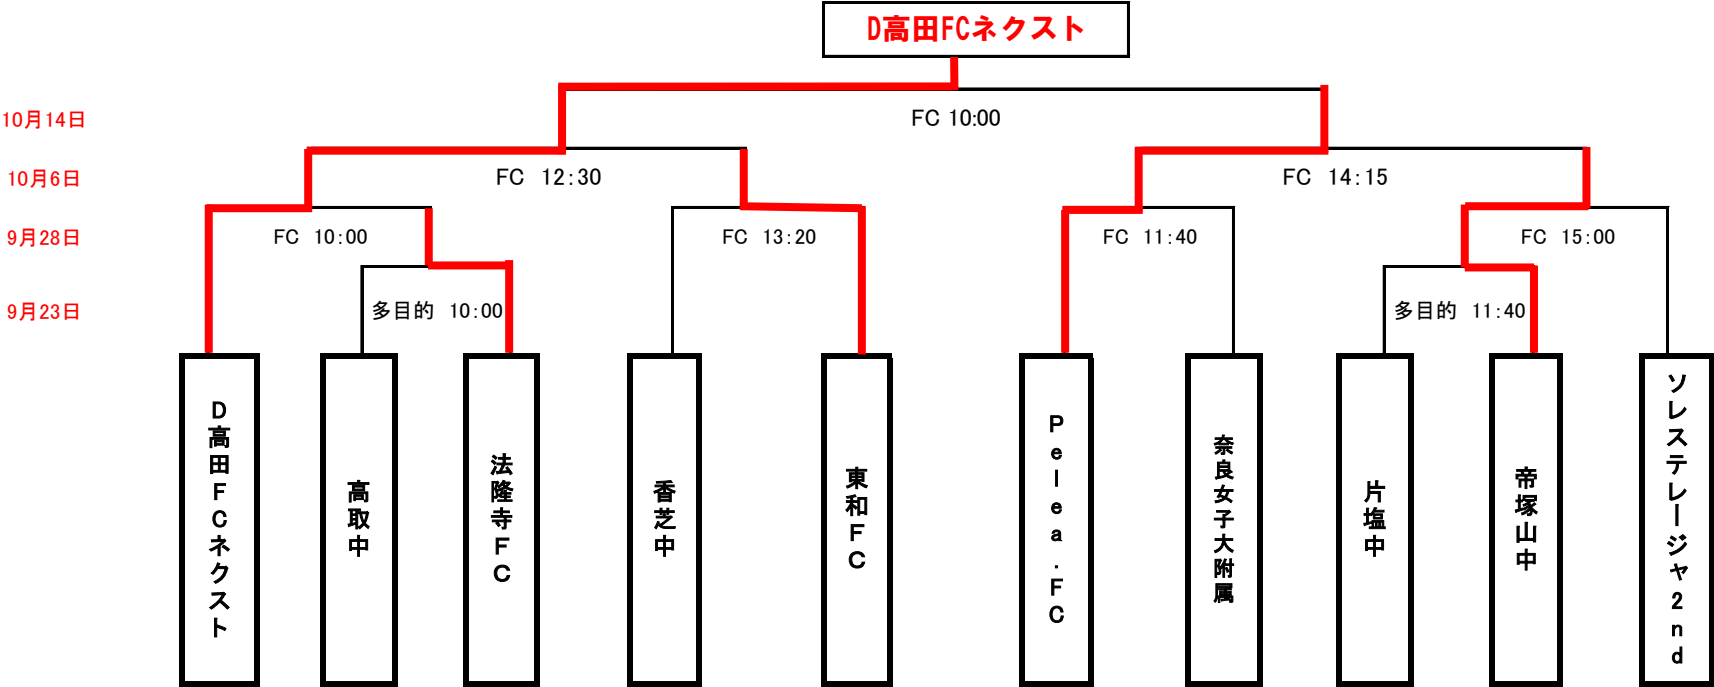 D高田FCネクスト
10月14日
FC 10:00
10月6日
FC 12:30
FC 14:15
9月28日
FC 10:00
FC 13:20
FC 11:40
FC 15:00
9月23日
多目的 10:00
多目的 11:40
D高田FCネクスト
高取中
法隆寺FC
香芝中
東和FC
Pelea.FC
奈良女子大附属
片塩中
帝塚山中
ソレステレージャ2nd